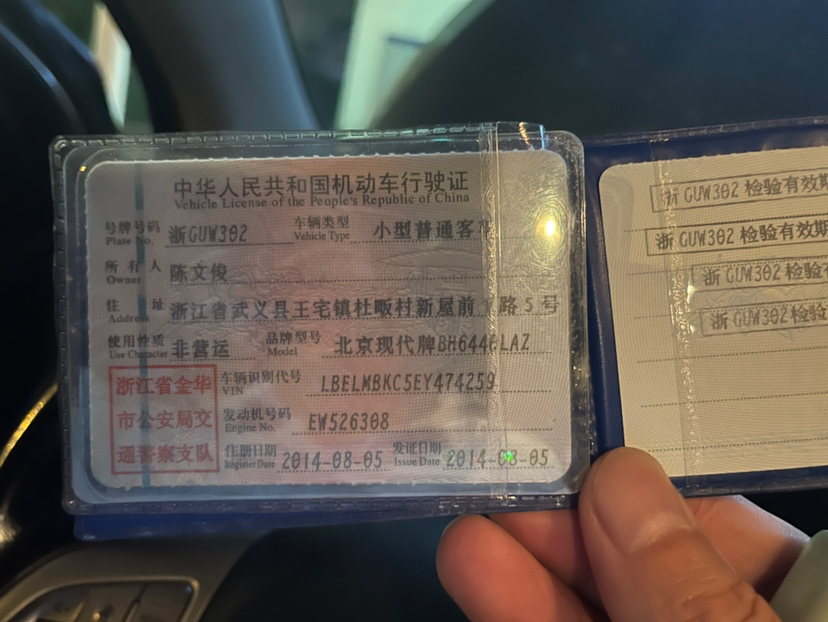 中华人民共和国机动车行驶证
Vehicle License of the People's Republic of China
号牌号码 Plate No. 浙GUW302 车辆类型 Vehicle Type 小型普通客
所有人 Owner 陈文俊
住址 Address 浙江省武义县王宅镇杜畈村新屋前 路5号
使用性质 Use Character 非营运 品牌型号 Model 北京现代牌BH6440LAZ
浙江省金华
市公安局交
通警察支队
车辆识别代号 VIN LBELMBKC5EY474259
发动机号码 Engine No. EW526308
注册日期 Register Date 2014-08-05 发证日期 Issue Date 2014-08-05
浙GUW302检验有效期
浙GUW302检验有效期
浙GUW302检验有效
浙GUW302检验